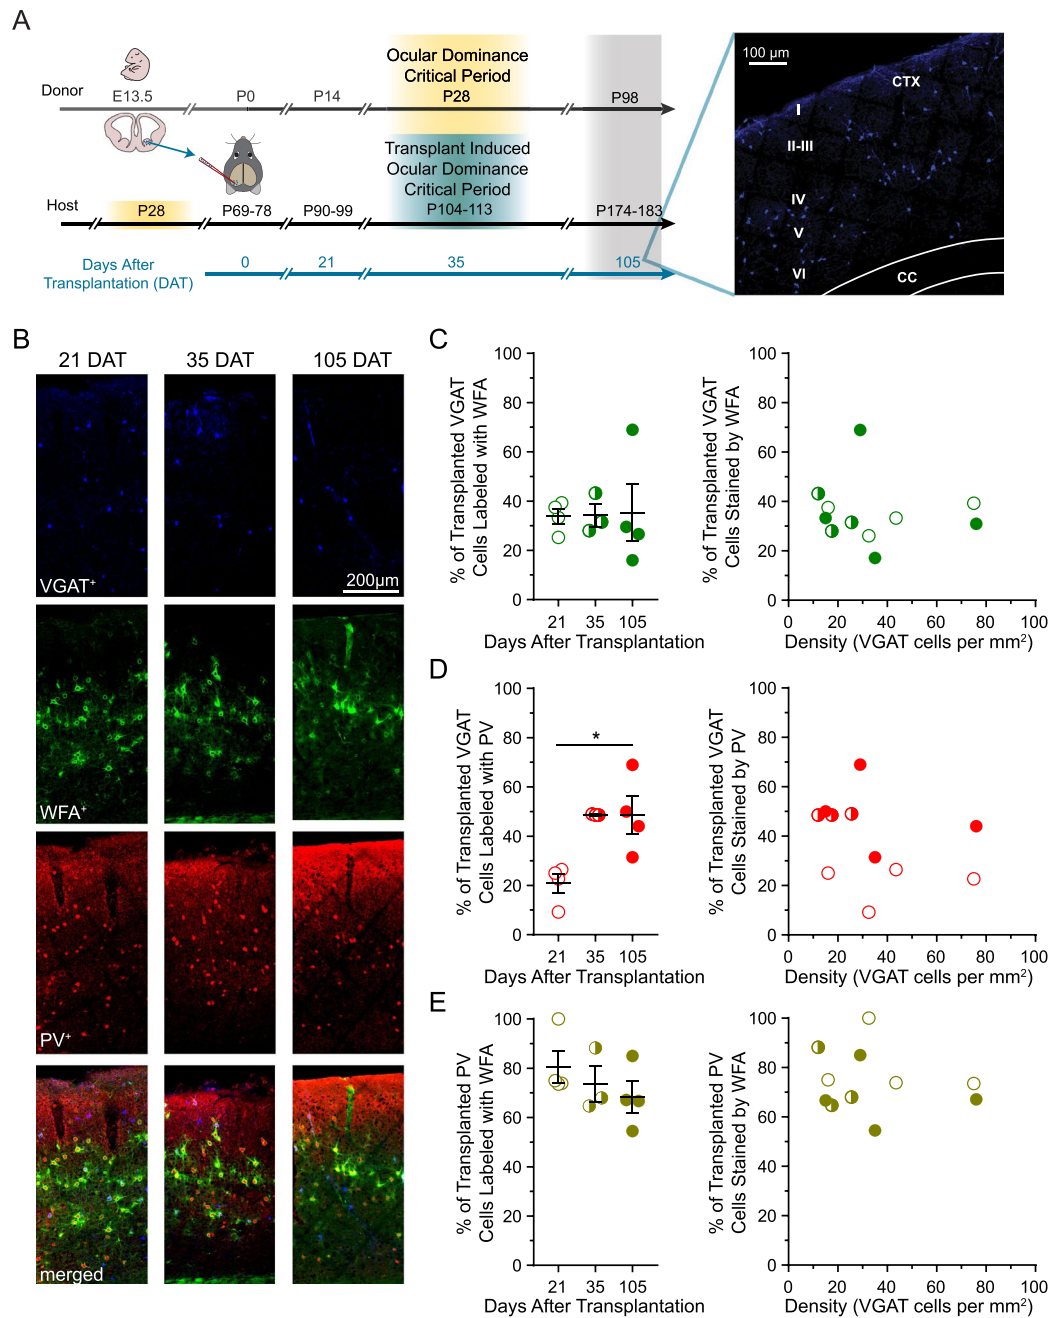 A
Ocular Dominance
Critical Period
Donor
E13.5
P0
P14
P28
P98
Transplant Induced
Ocular Dominance
Critical Period
Host
P28
P69-78
P90-99
P104-113
P174-183
Days After
Transplantation (DAT)
0
21
35
105
100 µm
CTX
I
II-III
IV
V
VI
CC
B
21 DAT
35 DAT
105 DAT
VGAT+
200µm
WFA+
PV+
merged
C
% of Transplanted VGAT
Cells Labeled with WFA
100
80
60
40
20
0
21
35
105
Days After Transplantation
% of Transplanted VGAT
Cells Stained by WFA
100
80
60
40
20
0
0
20
40
60
80
100
Density (VGAT cells per mm²)
D
% of Transplanted VGAT
Cells Labeled with PV
100
80
60
40
20
0
*
21
35
105
Days After Transplantation
% of Transplanted VGAT
Cells Stained by PV
100
80
60
40
20
0
0
20
40
60
80
100
Density (VGAT cells per mm²)
E
% of Transplanted PV
Cells Labeled with WFA
100
80
60
40
20
0
21
35
105
Days After Transplantation
% of Transplanted PV
Cells Stained by WFA
100
80
60
40
20
0
0
20
40
60
80
100
Density (VGAT cells per mm²)